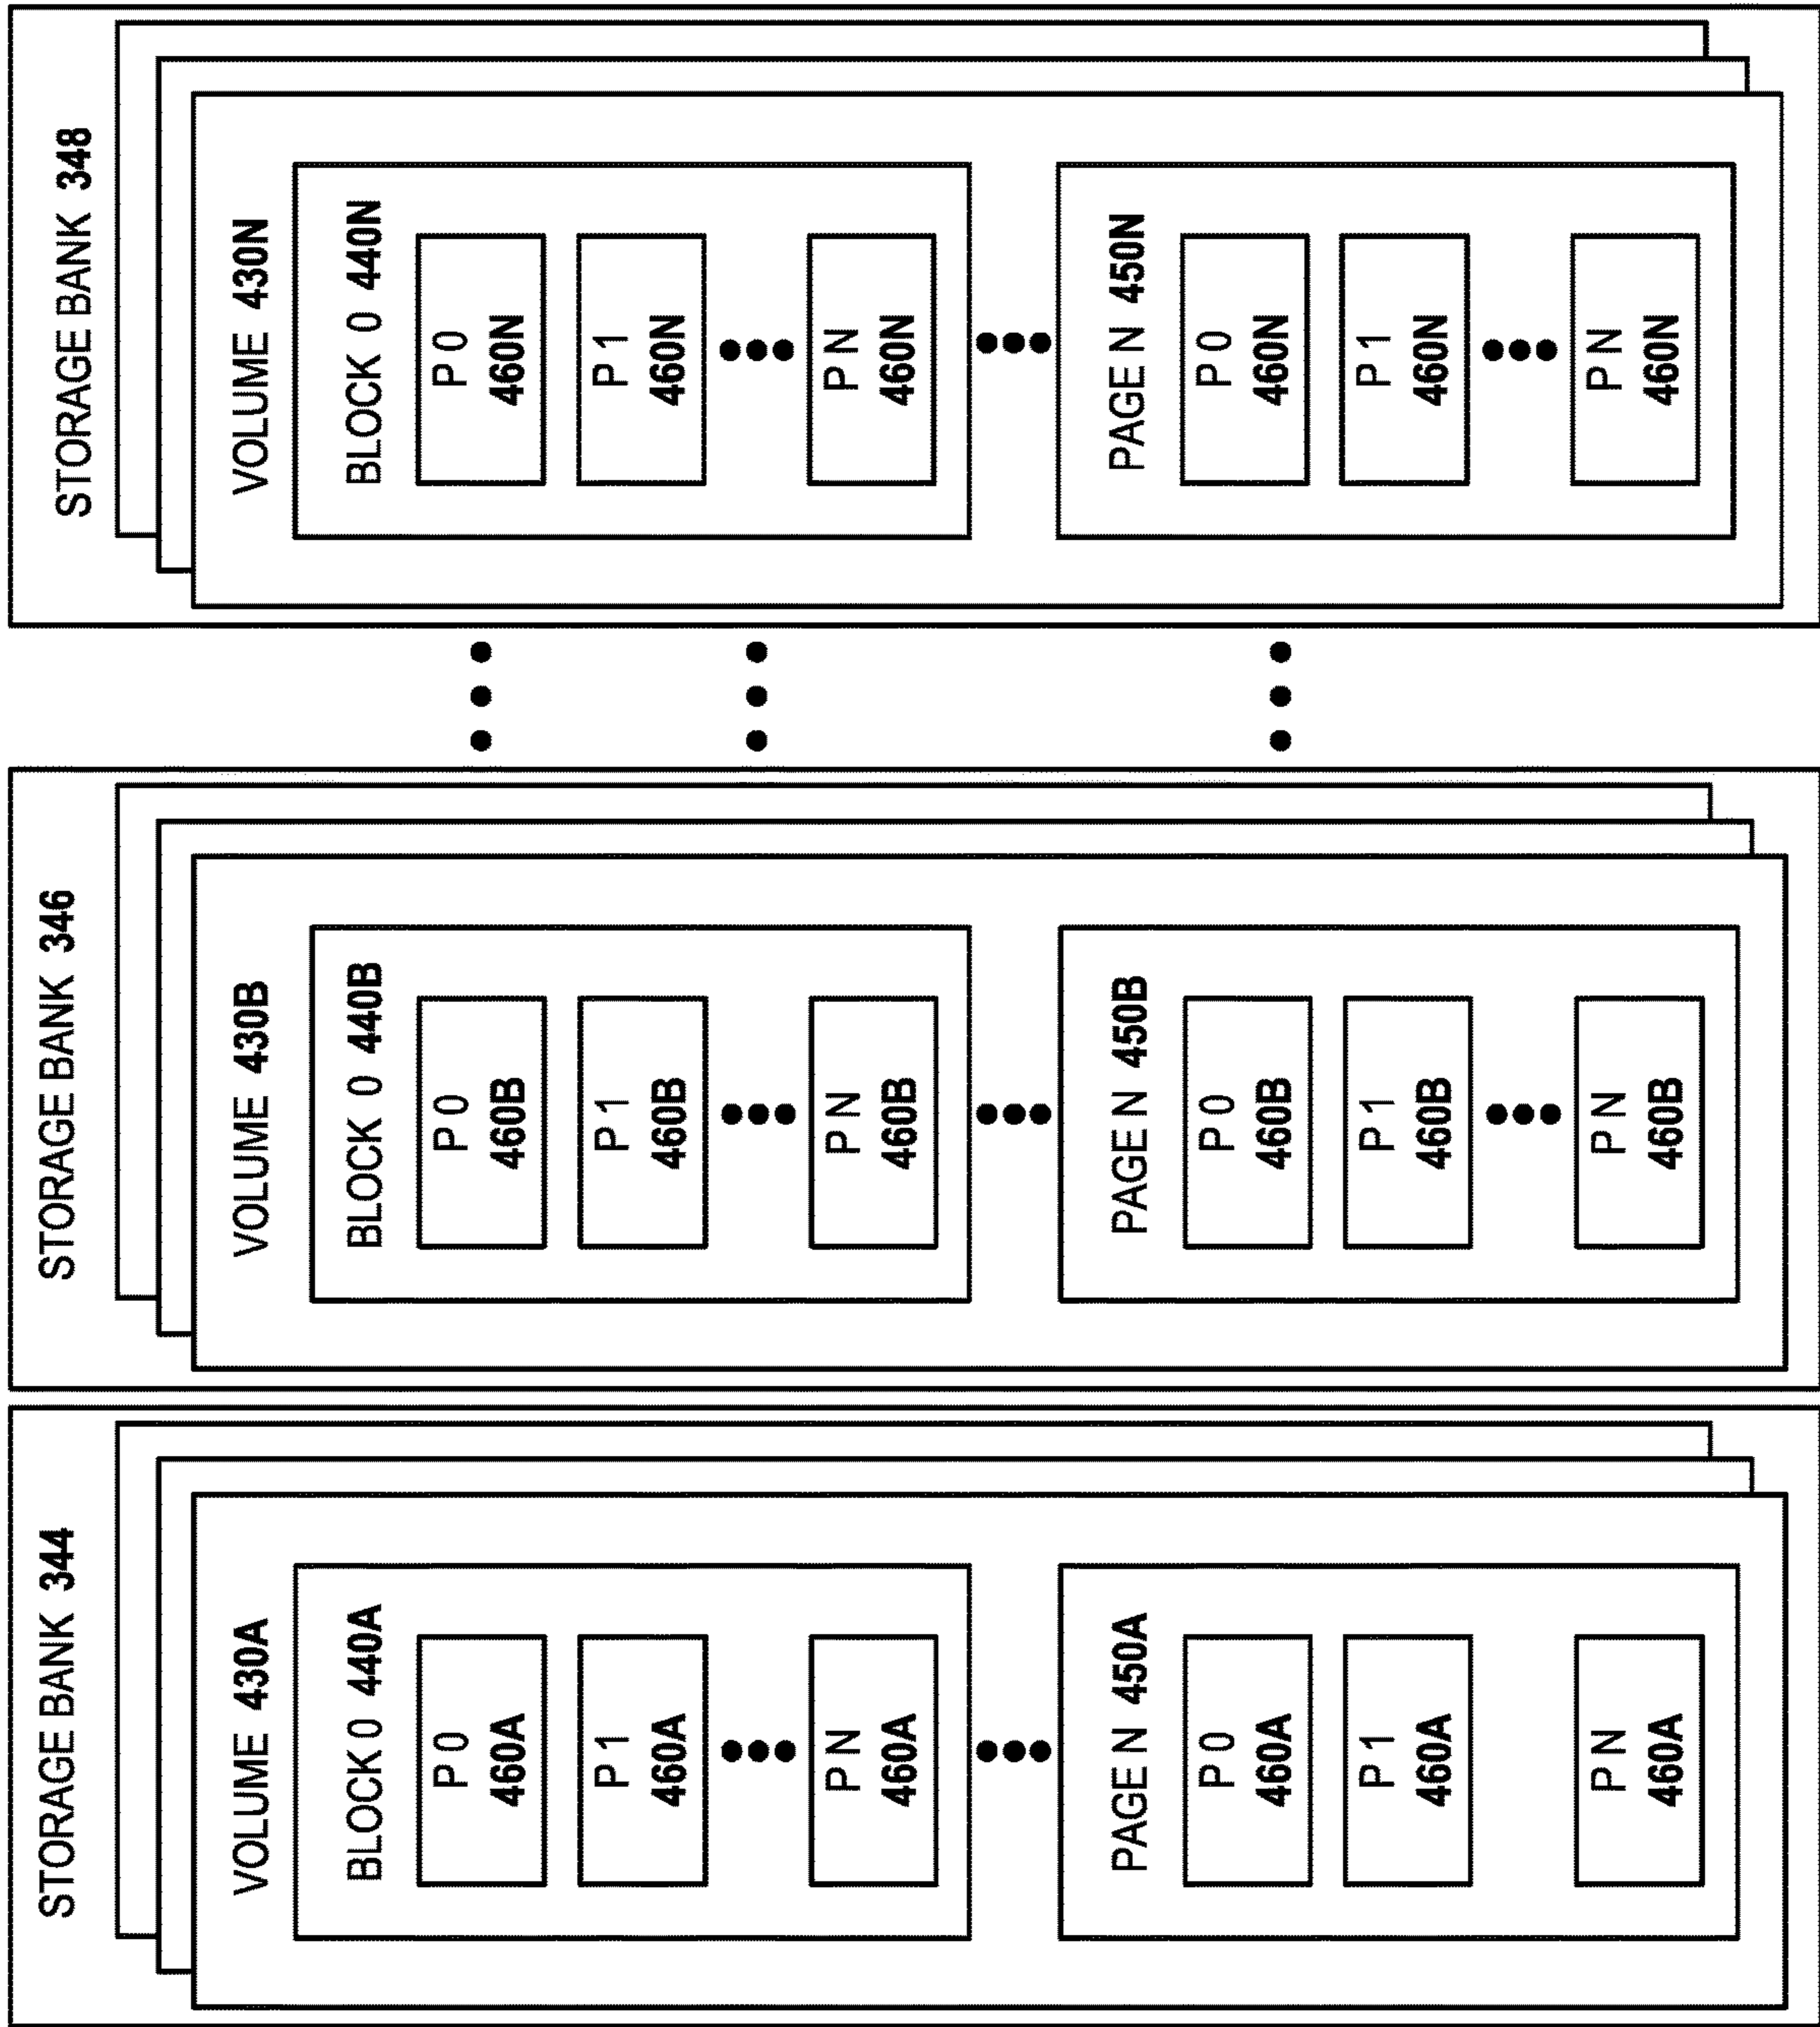 STORAGE BANK 344
VOLUME 430A
BLOCK 0 440A
P 0
460A
P 1
460A
P N
460A
PAGE N 450A
P 0
460A
P 1
460A
P N
460A
STORAGE BANK 346
VOLUME 430B
BLOCK 0 440B
P 0
460B
P 1
460B
P N
460B
PAGE N 450B
P 0
460B
P 1
460B
P N
460B
STORAGE BANK 348
VOLUME 430N
BLOCK 0 440N
P 0
460N
P 1
460N
P N
460N
PAGE N 450N
P 0
460N
P 1
460N
P N
460N